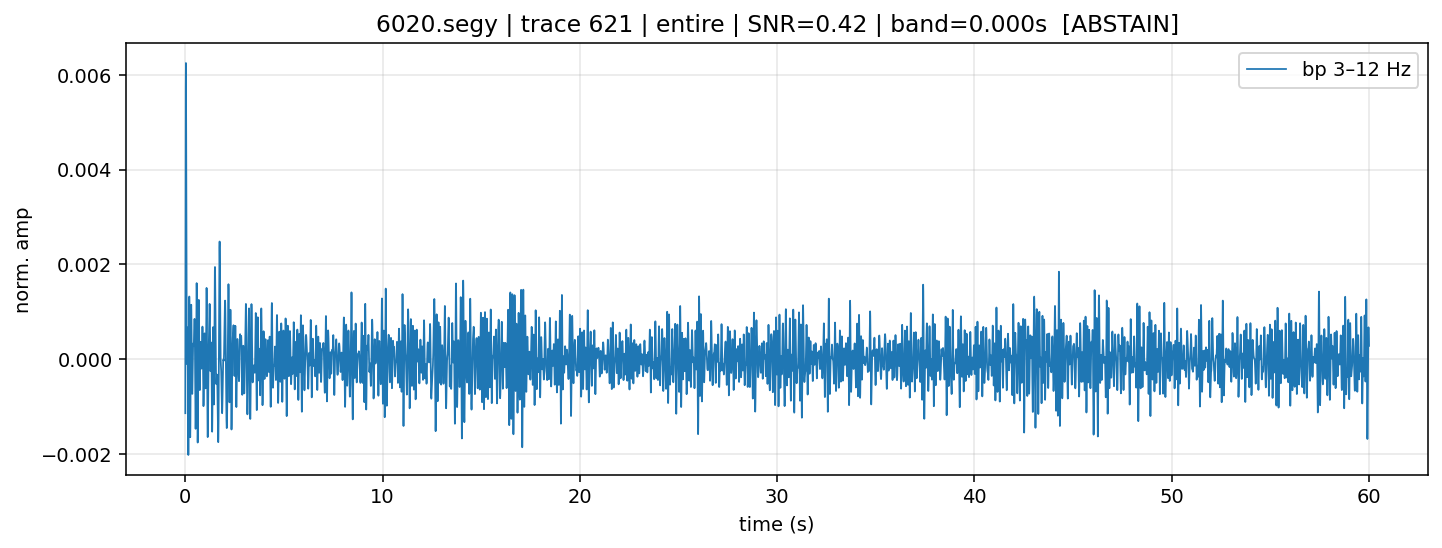 6020.segy | trace 621 | entire | SNR=0.42 | band=0.000s  [ABSTAIN]
bp 3–12 Hz
norm. amp
0.006
0.004
0.002
0.000
−0.002
0 10 20 30 40 50 60
time (s)